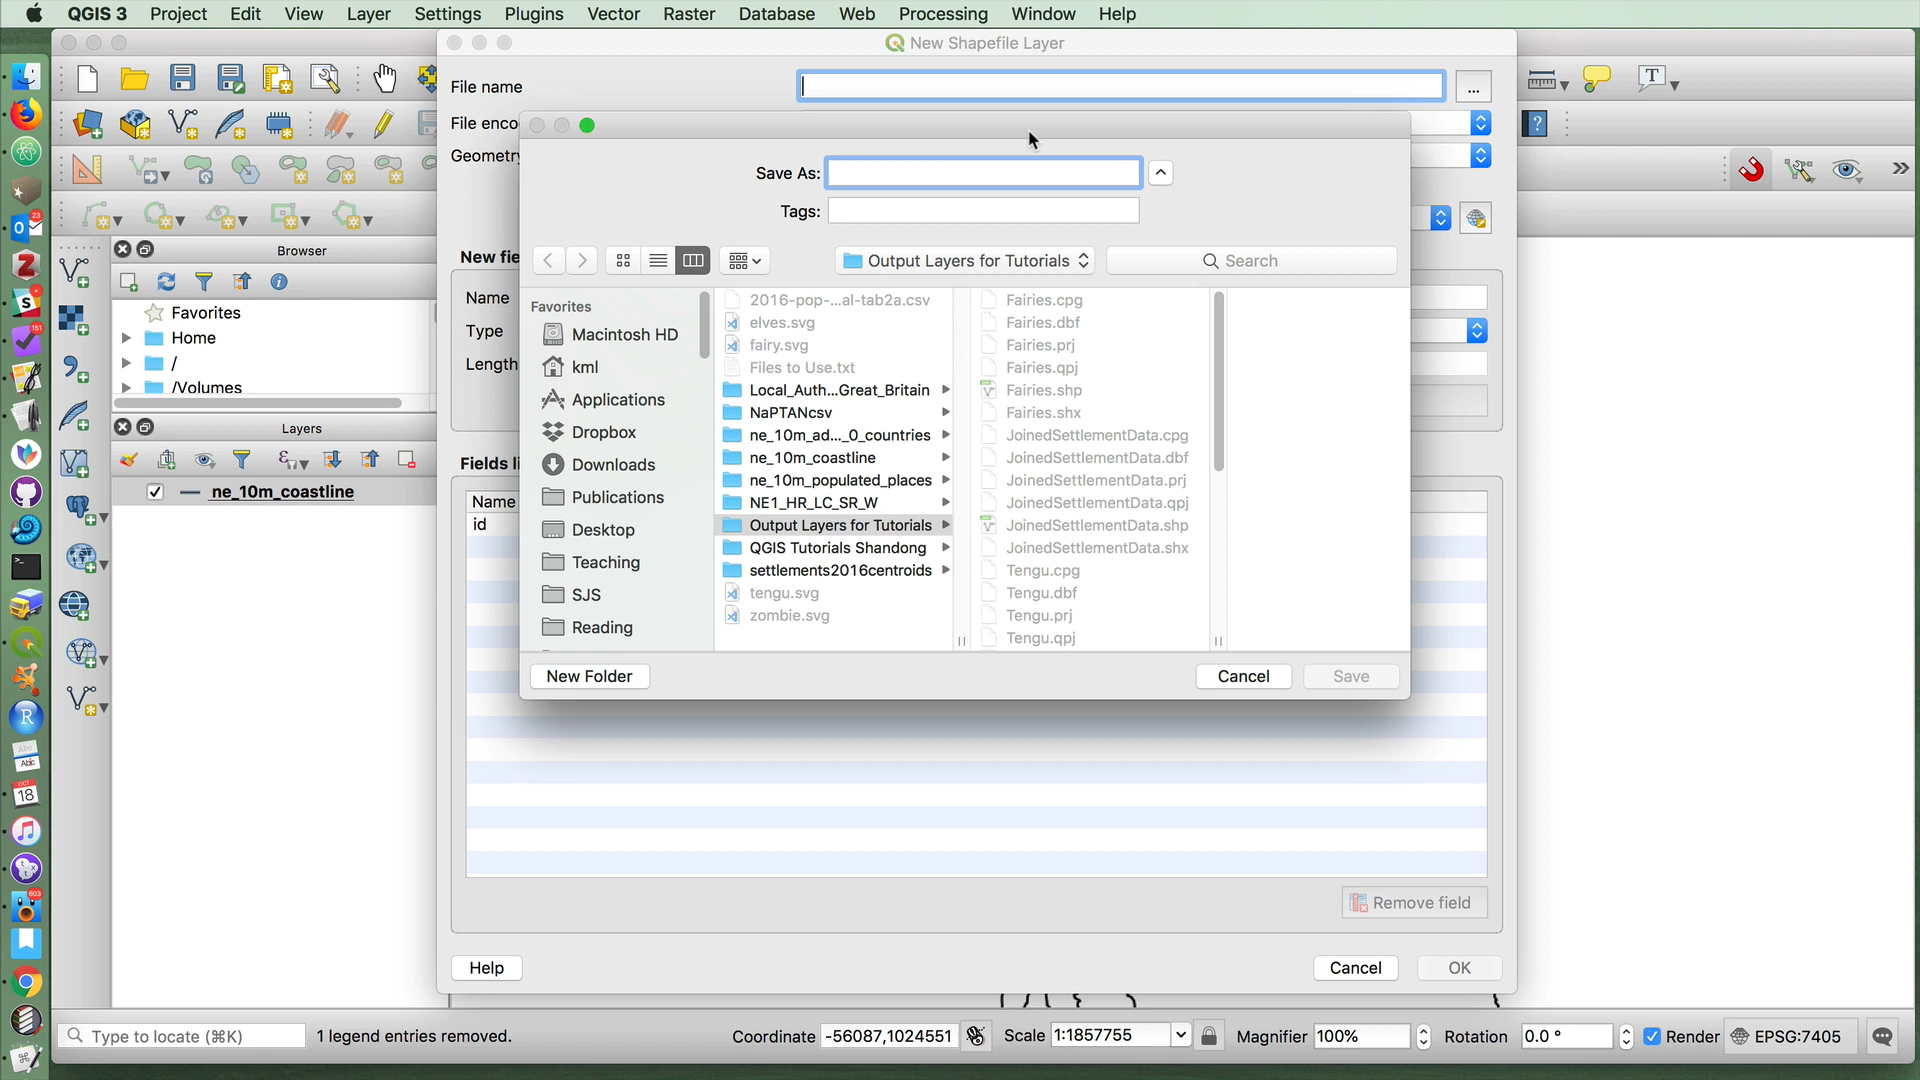 QGIS 3 Project Edit View Layer Settings Plugins Vector Raster Database Web Processing Window Help
New Shapefile Layer
File name
...
File enco
Geometry
Save As:
Tags:
Output Layers for Tutorials
Search
Browser
Favorites
Home
/
/Volumes
Layers
ne_10m_coastline
New fie
Name
Type
Length
Fields li
Name
id
Favorites
Macintosh HD
kml
Applications
Dropbox
Downloads
Publications
Desktop
Teaching
SJS
Reading
2016-pop-...al-tab2a.csv
elves.svg
fairy.svg
Files to Use.txt
Local_Auth...Great_Britain
NaPTANcsv
ne_10m_ad..._0_countries
ne_10m_coastline
ne_10m_populated_places
NE1_HR_LC_SR_W
Output Layers for Tutorials
QGIS Tutorials Shandong
settlements2016centroids
tengu.svg
zombie.svg
Fairies.cpg
Fairies.dbf
Fairies.prj
Fairies.qpj
Fairies.shp
Fairies.shx
JoinedSettlementData.cpg
JoinedSettlementData.dbf
JoinedSettlementData.prj
JoinedSettlementData.qpj
JoinedSettlementData.shp
JoinedSettlementData.shx
Tengu.cpg
Tengu.dbf
Tengu.prj
Tengu.qpj
New Folder
Cancel
Save
Remove field
Help
Cancel
OK
Type to locate (⌘K)
1 legend entries removed.
Coordinate -56087,1024551
Scale 1:1857755
Magnifier 100%
Rotation 0.0 °
Render
EPSG:7405
23
151
OCT
18
603